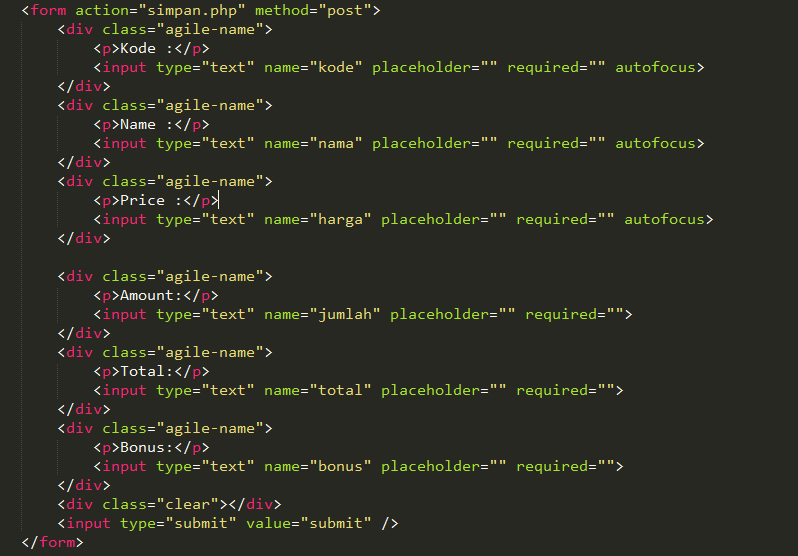 <form action="simpan.php" method="post">
<div class="agile-name">
<p>Kode :</p>
<input type="text" name="kode" placeholder="" required="" autofocus>
</div>
<div class="agile-name">
<p>Name :</p>
<input type="text" name="nama" placeholder="" required="" autofocus>
</div>
<div class="agile-name">
<p>Price :</p>
<input type="text" name="harga" placeholder="" required="" autofocus>
</div>
<div class="agile-name">
<p>Amount:</p>
<input type="text" name="jumlah" placeholder="" required="">
</div>
<div class="agile-name">
<p>Total:</p>
<input type="text" name="total" placeholder="" required="">
</div>
<div class="agile-name">
<p>Bonus:</p>
<input type="text" name="bonus" placeholder="" required="">
</div>
<div class="clear"></div>
<input type="submit" value="submit" />
</form>